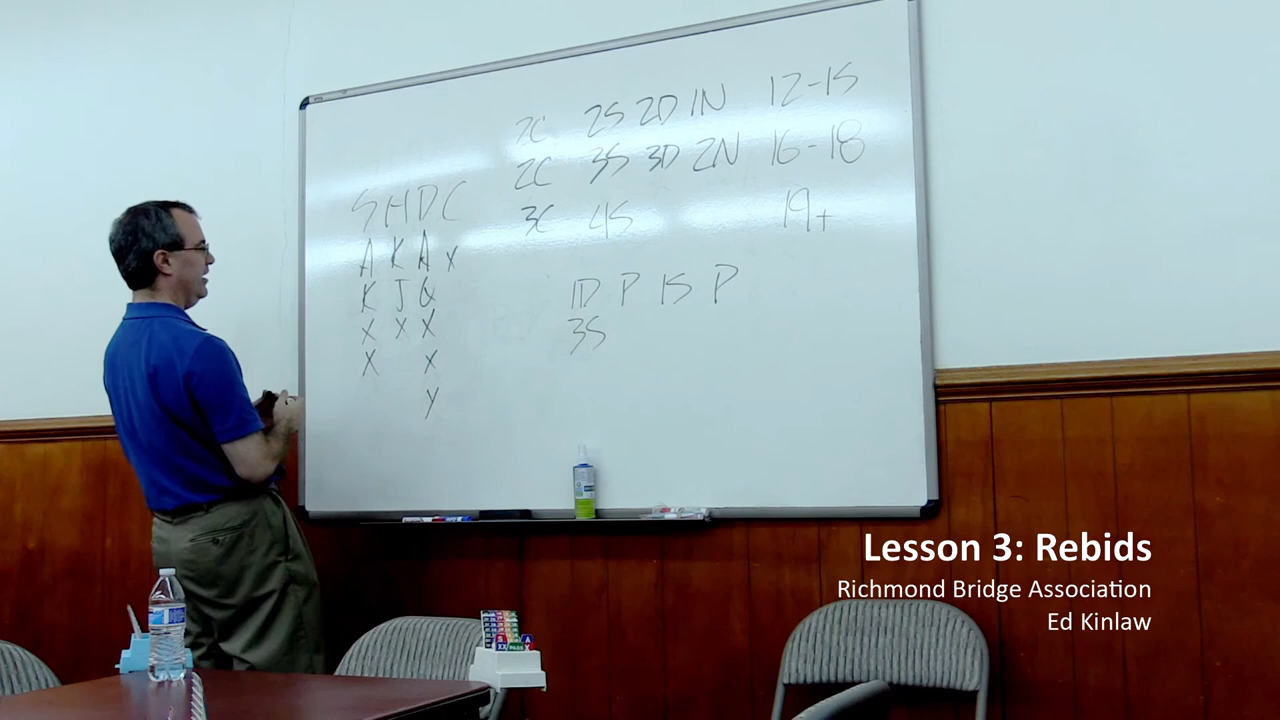 2C 2S 2D 1N 12-15
2C 3S 3D 2N 16-18
3C 4S 19+
S H D C
A K A x
K J Q
x x x
x x
y
1D P 1S P
3S
Lesson 3: Rebids
Richmond Bridge Association
Ed Kinlaw